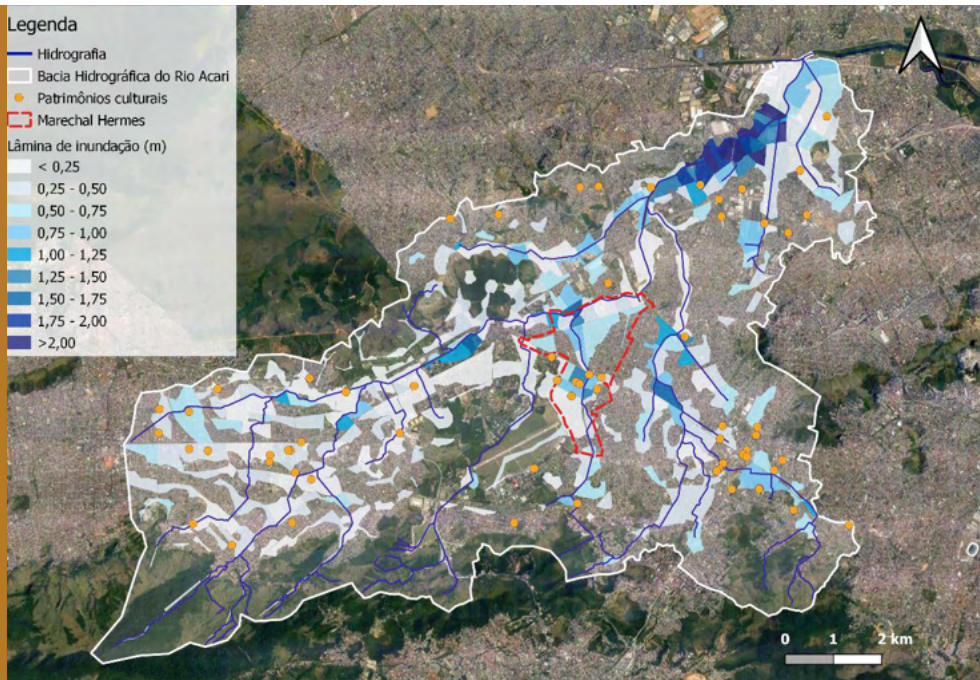 Legenda
Hidrografia
Bacia Hidrográfica do Rio Acari
Patrimônios culturais
Marechal Hermes
Lâmina de inundação (m)
< 0,25
0,25 - 0,50
0,50 - 0,75
0,75 - 1,00
1,00 - 1,25
1,25 - 1,50
1,50 - 1,75
1,75 - 2,00
>2,00
O
0 1 2 km